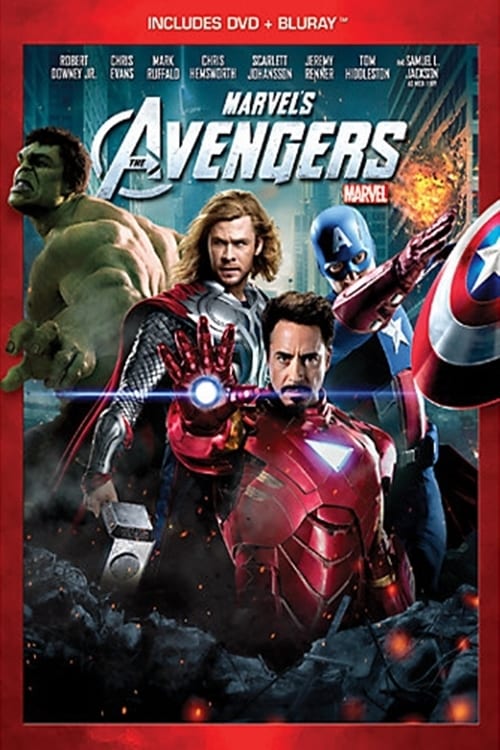 INCLUDES DVD + BLURAY™
ROBERT DOWNEY JR. CHRIS EVANS MARK RUFFALO CHRIS HEMSWORTH SCARLETT JOHANSSON JEREMY RENNER TOM HIDDLESTON AND SAMUEL L. JACKSON
MARVEL'S
THE AVENGERS
MARVEL
A